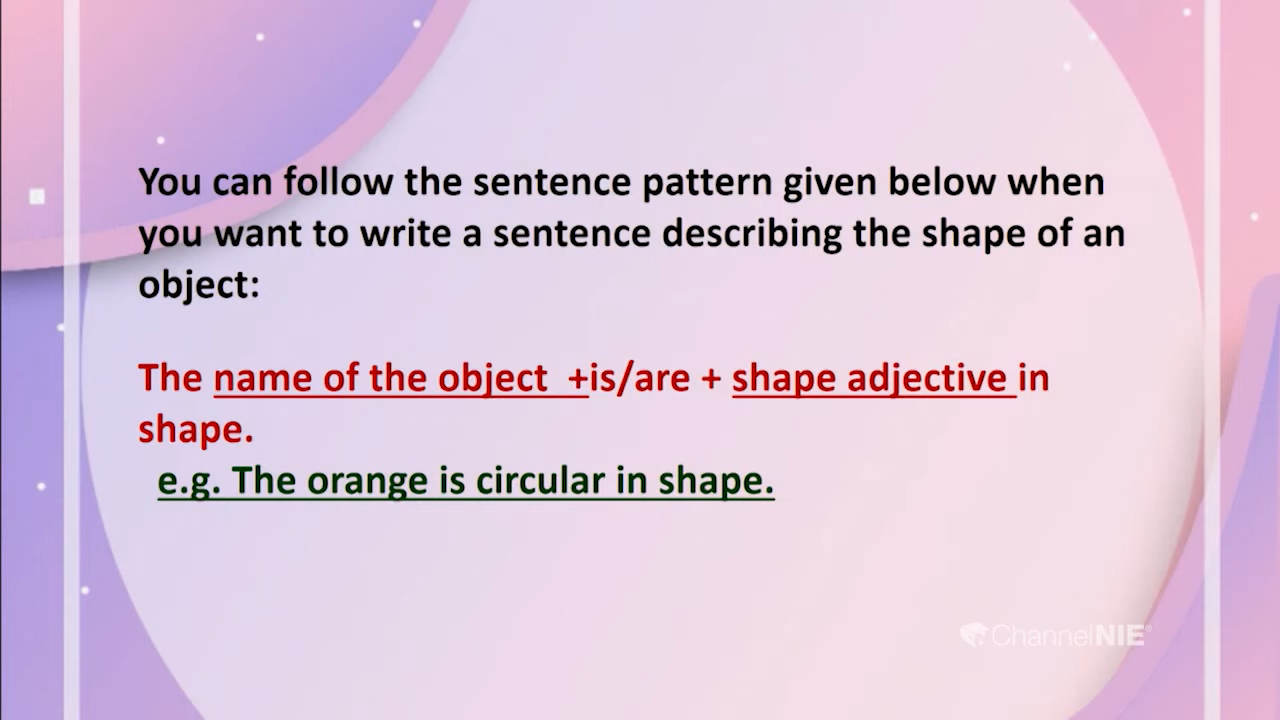 You can follow the sentence pattern given below when
you want to write a sentence describing the shape of an
object:
The name of the object +is/are + shape adjective in
shape.
e.g. The orange is circular in shape.
ChannelNIE®